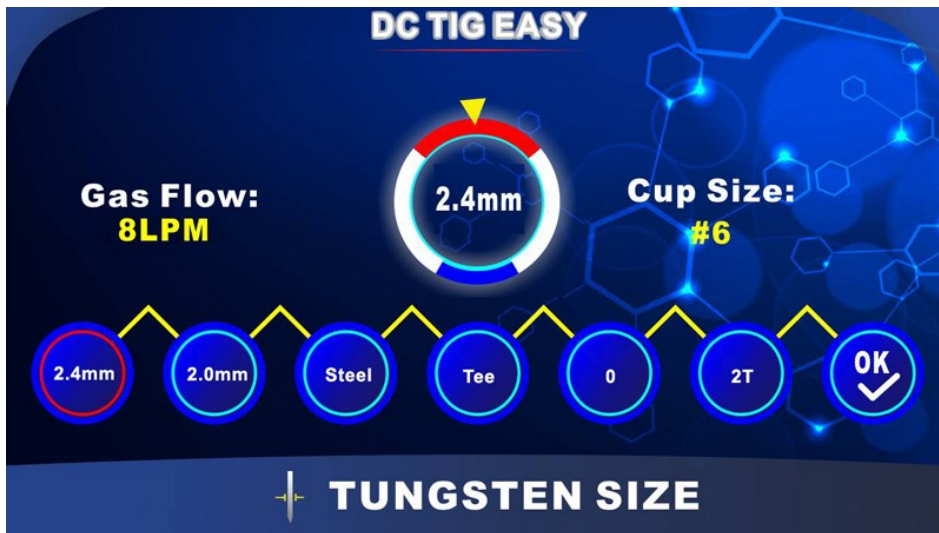 DC TIG EASY
Gas Flow:
8LPM
2.4mm
Cup Size:
#6
2.4mm
2.0mm
Steel
Tee
0
2T
OK
TUNGSTEN SIZE